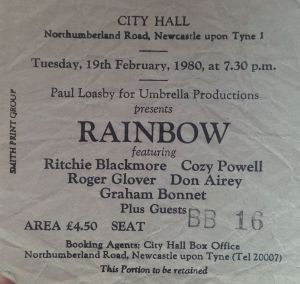 CITY HALL
Northumberland Road, Newcastle upon Tyne 1
Tuesday, 19th February, 1980, at 7.30 p.m.
Paul Loasby for Umbrella Productions
presents
RAINBOW
featuring
Ritchie Blackmore Cozy Powell
Roger Glover Don Airey
Graham Bonnet
Plus Guests
AREA £4.50 SEAT BB 16
Booking Agents: City Hall Box Office
Northumberland Road, Newcastle upon Tyne (Tel 20007)
This Portion to be retained
SMITH PRINT GROUP